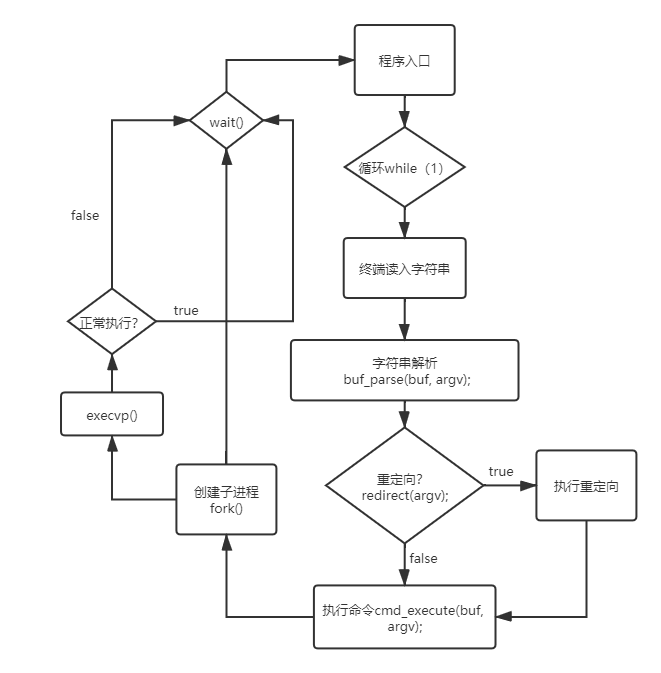 程序入口
wait()
循环while（1）
false
终端读入字符串
true
正常执行？
字符串解析
buf_parse(buf, argv);
execvp()
重定向？
redirect(argv);
true
执行重定向
创建子进程
fork()
false
执行命令cmd_execute(buf,
argv);